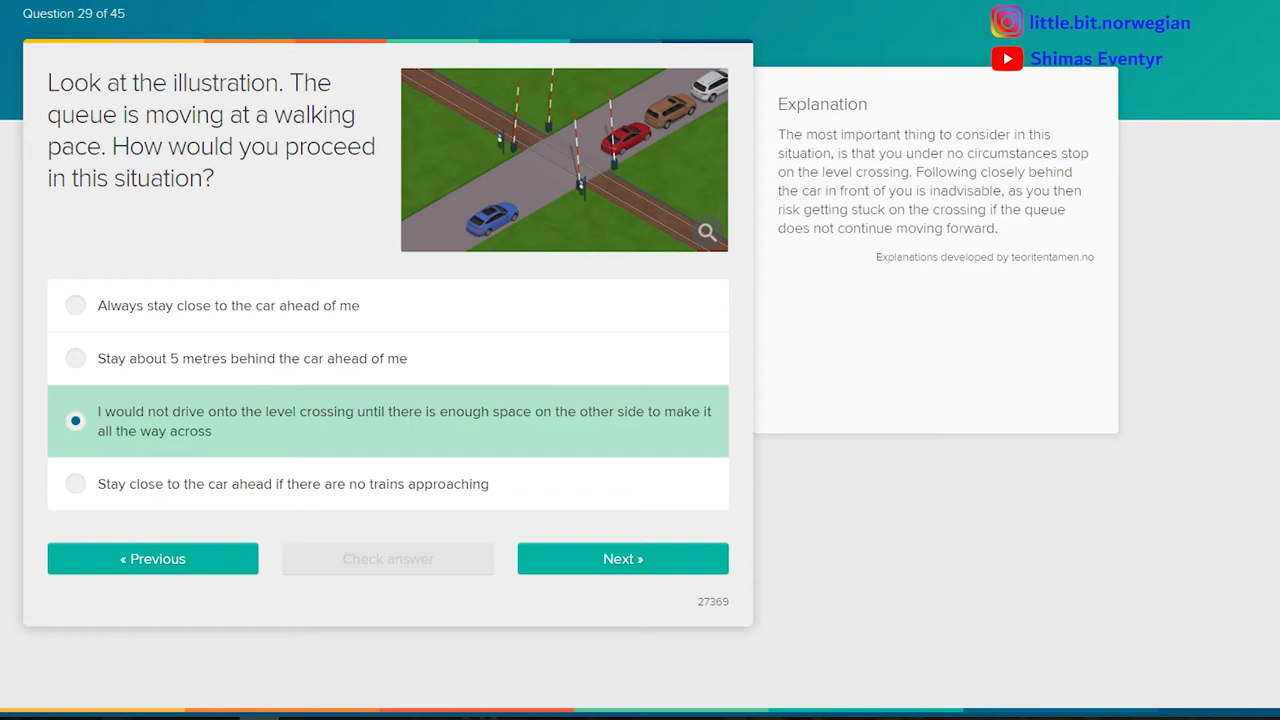 Question 29 of 45
little.bit.norwegian
Shimas Eventyr
Look at the illustration. The
queue is moving at a walking
pace. How would you proceed
in this situation?
Explanation
The most important thing to consider in this
situation, is that you under no circumstances stop
on the level crossing. Following closely behind
the car in front of you is inadvisable, as you then
risk getting stuck on the crossing if the queue
does not continue moving forward.
Explanations developed by teoritentamen.no
Always stay close to the car ahead of me
Stay about 5 metres behind the car ahead of me
I would not drive onto the level crossing until there is enough space on the other side to make it
all the way across
Stay close to the car ahead if there are no trains approaching
« Previous
Check answer
Next »
27369